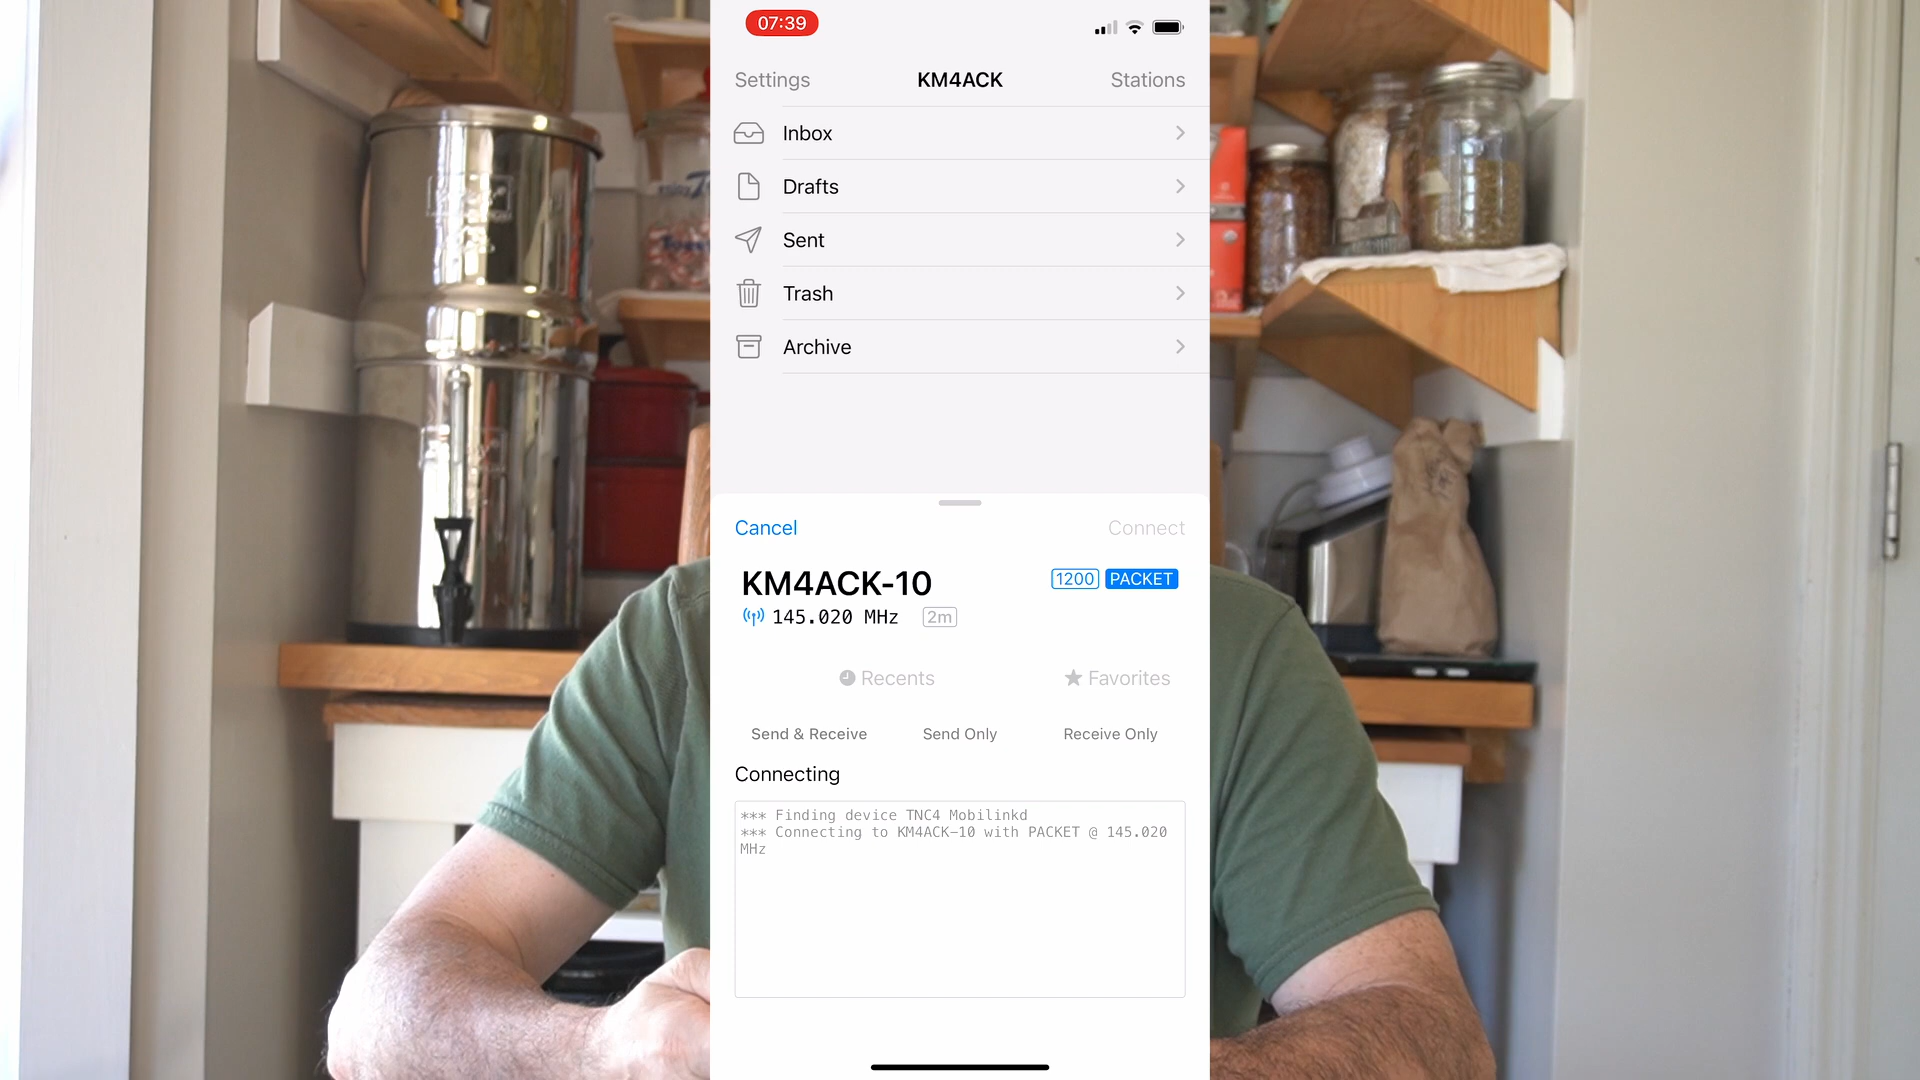 07:39
Settings
KM4ACK
Stations
Inbox
Drafts
Sent
Trash
Archive
Cancel
Connect
KM4ACK-10
1200 PACKET
145.020 MHz 2m
Recents
Favorites
Send & Receive
Send Only
Receive Only
Connecting
*** Finding device TNC4 Mobilinkd
*** Connecting to KM4ACK-10 with PACKET @ 145.020
MHz